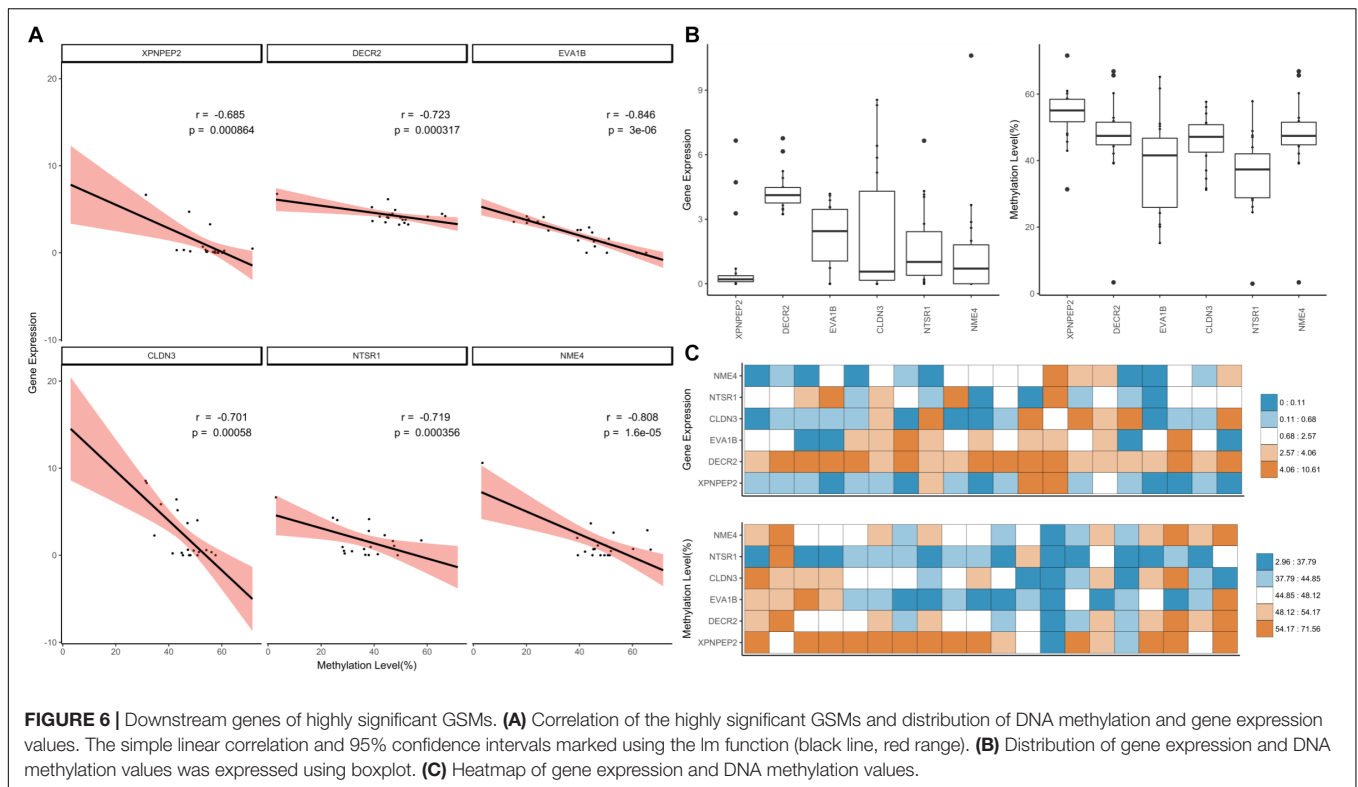 A
XPNPEP2
DECR2
EVA1B
r = -0.685
p = 0.000864
r = -0.723
p = 0.000317
r = -0.846
p = 3e-06
20
10
0
-10
CLDN3
NTSR1
NME4
r = -0.701
p = 0.00058
r = -0.719
p = 0.000356
r = -0.808
p = 1.6e-05
20
10
0
-10
Gene Expression
0 20 40 60
0 20 40 60
0 20 40 60
Methylation Level(%)
B
Gene Expression
9
6
3
0
XPNPEP2
DECR2
EVA1B
CLDN3
NTSR1
NME4
Methylation Level(%)
60
40
20
0
XPNPEP2
DECR2
EVA1B
CLDN3
NTSR1
NME4
C
Gene Expression
NME4
NTSR1
CLDN3
EVA1B
DECR2
XPNPEP2
0 : 0.11
0.11 : 0.68
0.68 : 2.57
2.57 : 4.06
4.06 : 10.61
Methylation Level(%)
NME4
NTSR1
CLDN3
EVA1B
DECR2
XPNPEP2
2.96 : 37.79
37.79 : 44.85
44.85 : 48.12
48.12 : 54.17
54.17 : 71.56
FIGURE 6 | Downstream genes of highly significant GSMs. (A) Correlation of the highly significant GSMs and distribution of DNA methylation and gene expression
values. The simple linear correlation and 95% confidence intervals marked using the lm function (black line, red range). (B) Distribution of gene expression and DNA
methylation values was expressed using boxplot. (C) Heatmap of gene expression and DNA methylation values.